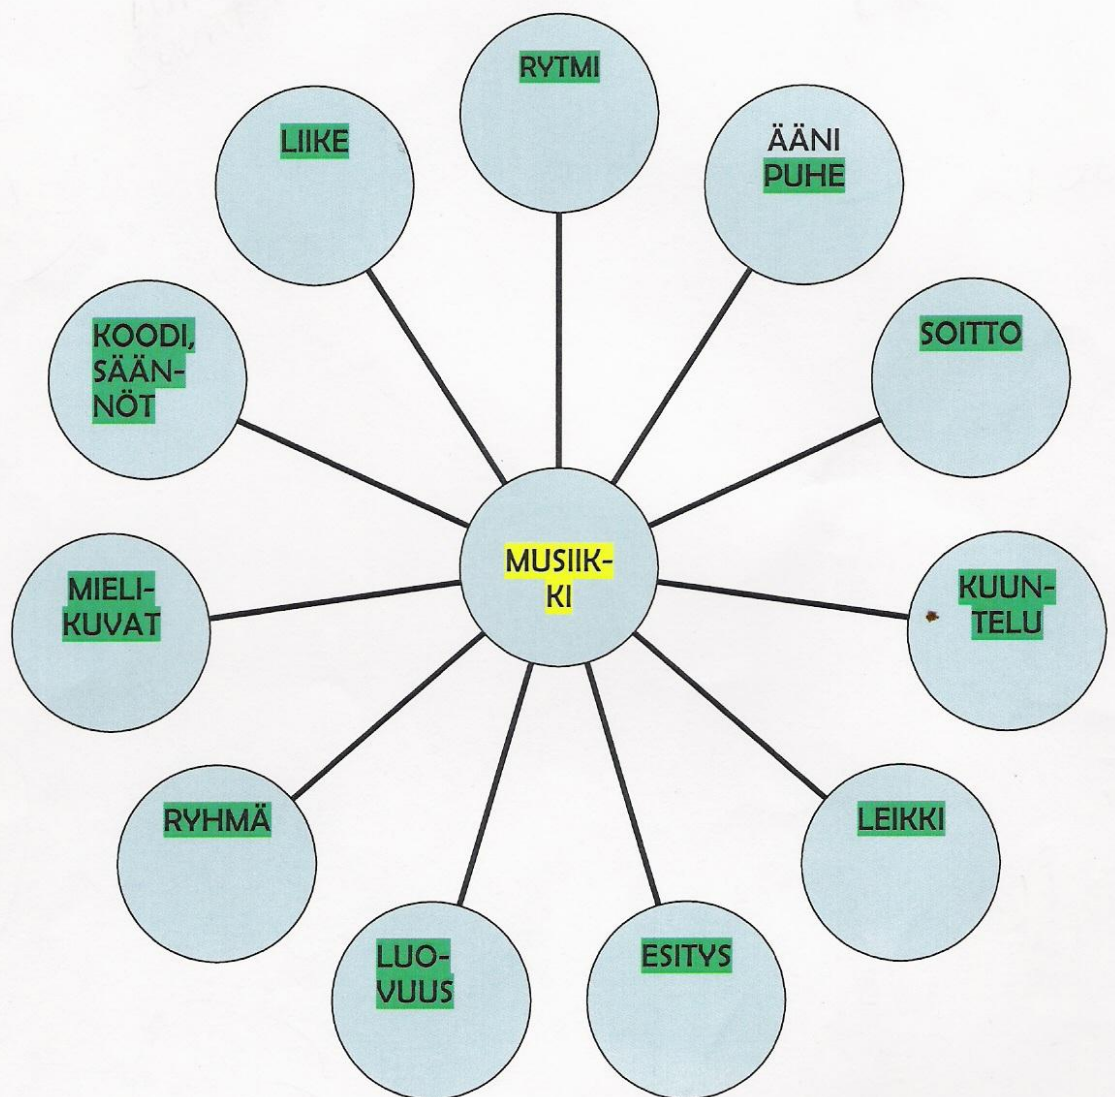 RYTMI
LIIKE
ÄÄNI
PUHE
KOODI,
SÄÄN-
NÖT
SOITTO
MUSIIK-
KI
MIELI-
KUVAT
KUUN-
TELU
RYHMÄ
LEIKKI
LUO-
VUUS
ESITYS